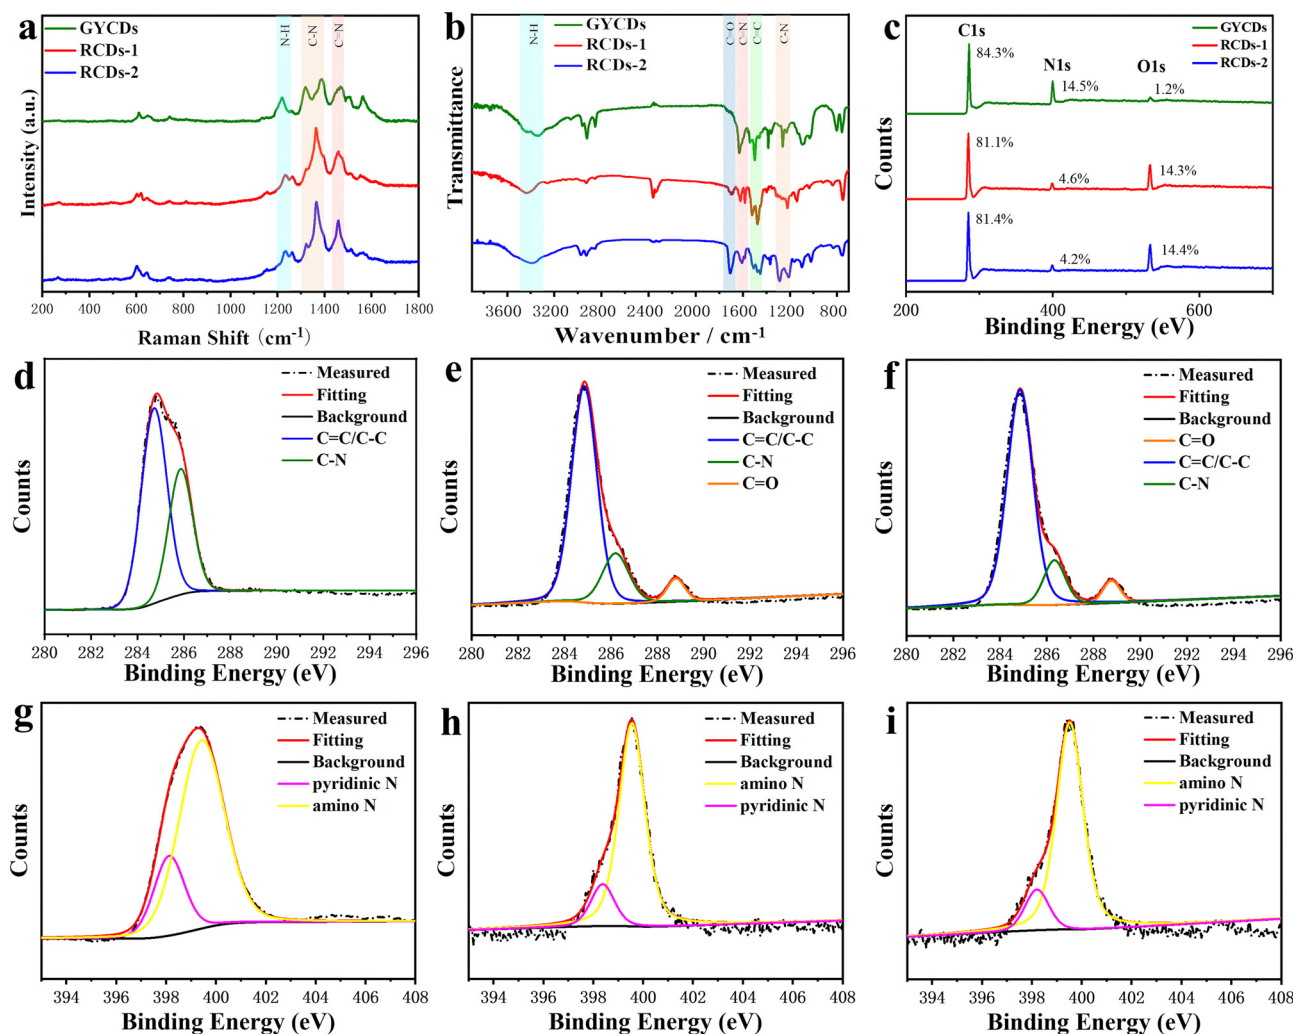 a
GYCDs
RCDs-1
RCDs-2
N-H
C-N
C=N
Intensity (a.u.)
200 400 600 800 1000 1200 1400 1600 1800
Raman Shift (cm-1)
b
GYCDs
RCDs-1
RCDs-2
N-H
C=O
C=N
C=C
C-N
Transmittance
3600 3200 2800 2400 2000 1600 1200 800
Wavenumber / cm-1
c
GYCDs
RCDs-1
RCDs-2
C1s
N1s
O1s
84.3%
14.5%
1.2%
81.1%
4.6%
14.3%
81.4%
4.2%
14.4%
Counts
200 400 600
Binding Energy (eV)
d
Measured
Fitting
Background
C=C/C-C
C-N
Counts
280 282 284 286 288 290 292 294 296
Binding Energy (eV)
e
Measured
Fitting
Background
C=C/C-C
C-N
C=O
Counts
280 282 284 286 288 290 292 294 296
Binding Energy (eV)
f
Measured
Fitting
Background
C=O
C=C/C-C
C-N
Counts
280 282 284 286 288 290 292 294 296
Binding Energy (eV)
g
Measured
Fitting
Background
pyridinic N
amino N
Counts
394 396 398 400 402 404 406 408
Binding Energy (eV)
h
Measured
Fitting
Background
amino N
pyridinic N
Counts
394 396 398 400 402 404 406 408
Binding Energy (eV)
i
Measured
Fitting
Background
amino N
pyridinic N
Counts
394 396 398 400 402 404 406 408
Binding Energy (eV)